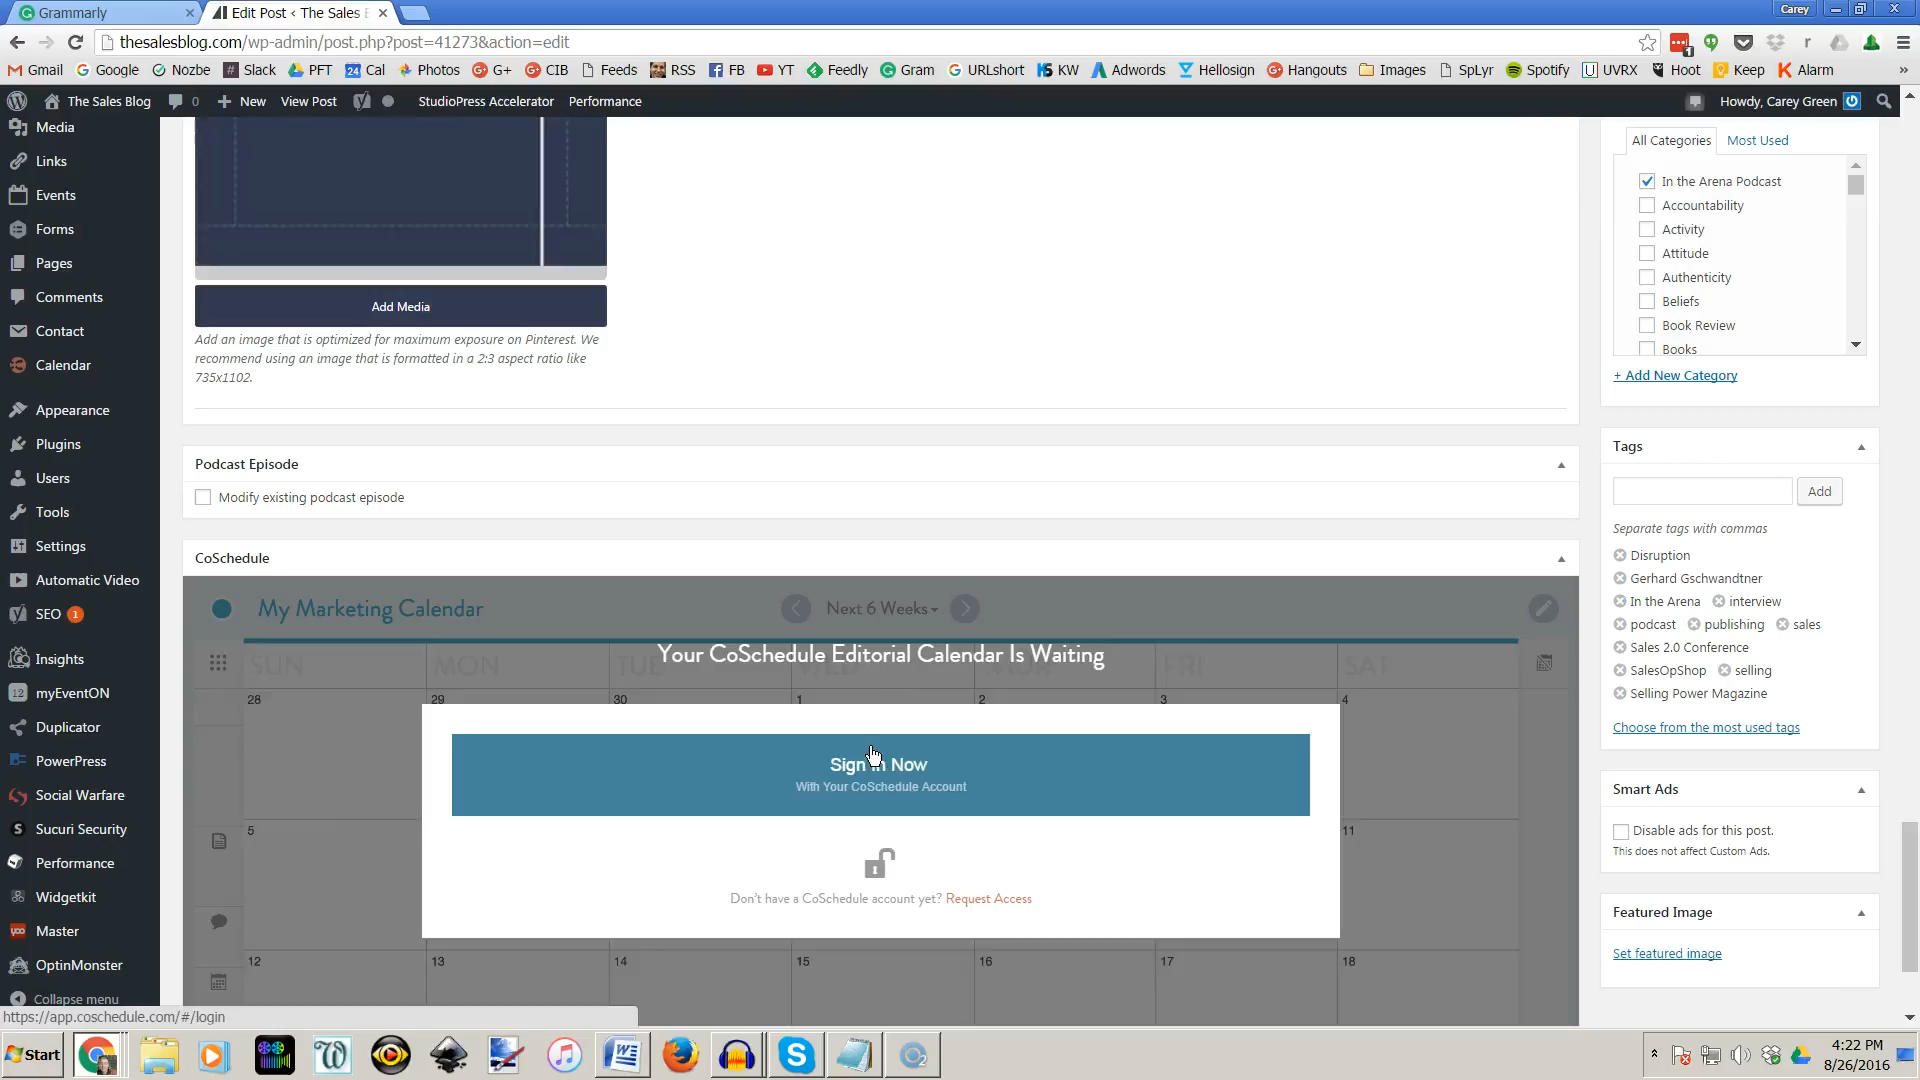 Grammarly
Edit Post ‹ The Sales E
Carey
thesalesblog.com/wp-admin/post.php?post=41273&action=edit
Gmail Google Nozbe Slack PFT Cal Photos G+ CIB Feeds RSS FB YT Feedly Gram URLshort KW Adwords Hellosign Hangouts Images SpLyr Spotify UVRX Hoot Keep Alarm
The Sales Blog 0 New View Post StudioPress Accelerator Performance Howdy, Carey Green
Media
Links
Events
Forms
Pages
Comments
Contact
Calendar
Appearance
Plugins
Users
Tools
Settings
Automatic Video
SEO 1
Insights
12 myEventON
Duplicator
PowerPress
Social Warfare
Sucuri Security
Performance
Widgetkit
yoo Master
OptinMonster
Collapse menu
https://app.coschedule.com/#/login
Add Media
Add an image that is optimized for maximum exposure on Pinterest. We
recommend using an image that is formatted in a 2:3 aspect ratio like
735x1102.
Podcast Episode
Modify existing podcast episode
CoSchedule
My Marketing Calendar
Next 6 Weeks
Your CoSchedule Editorial Calendar Is Waiting
SUN MON TUE WED THU FRI SAT
28 29 30 1 2 3 4
Sign In Now
With Your CoSchedule Account
5 11
Don't have a CoSchedule account yet? Request Access
12 13 14 15 16 17 18
All Categories Most Used
In the Arena Podcast
Accountability
Activity
Attitude
Authenticity
Beliefs
Book Review
Books
+ Add New Category
Tags
Add
Separate tags with commas
Disruption
Gerhard Gschwandtner
In the Arena interview
podcast publishing sales
Sales 2.0 Conference
SalesOpShop selling
Selling Power Magazine
Choose from the most used tags
Smart Ads
Disable ads for this post.
This does not affect Custom Ads.
Featured Image
Set featured image
Start
4:22 PM
8/26/2016